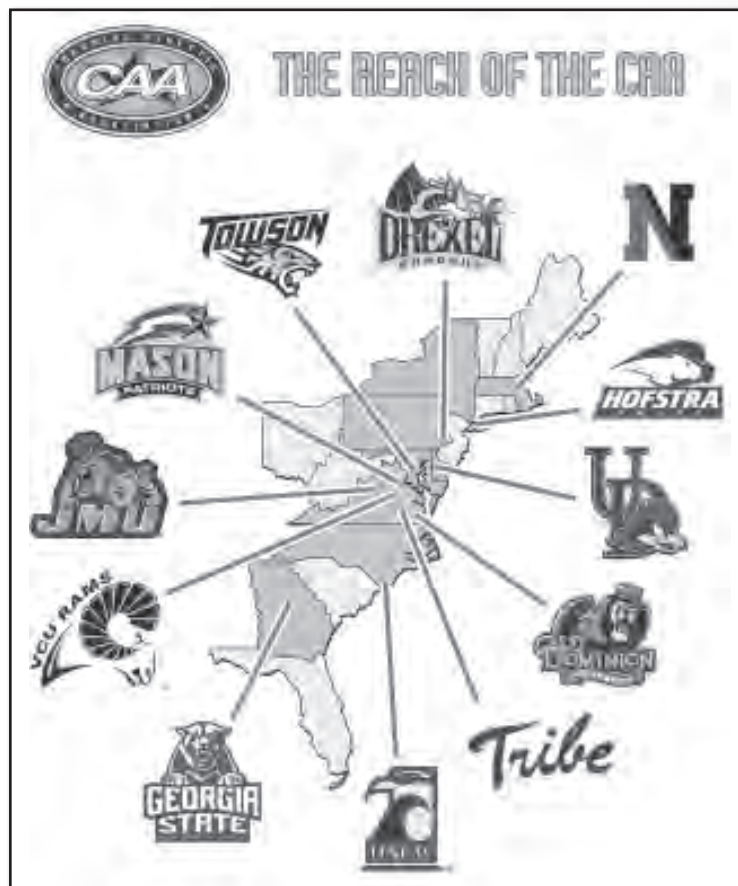 CAA
THE REACH OF THE CAA
TOWSON
DREXEL
N
MASON
PATRIOTS
HOFSTRA
JMU
UD
VCU RAMS
DOMINION
Tribe
GEORGIA
STATE
UNCW